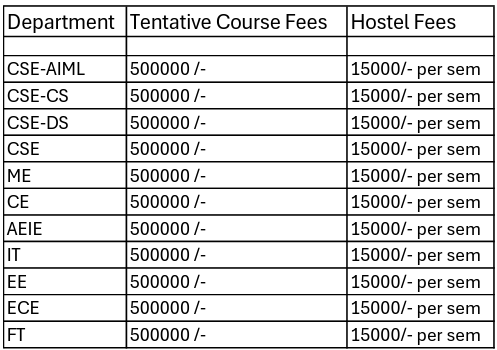 Department Tentative Course Fees Hostel Fees
CSE-AIML 500000 /- 15000/- per sem
CSE-CS 500000 /- 15000/- per sem
CSE-DS 500000 /- 15000/- per sem
CSE 500000 /- 15000/- per sem
ME 500000 /- 15000/- per sem
CE 500000 /- 15000/- per sem
AEIE 500000 /- 15000/- per sem
IT 500000 /- 15000/- per sem
EE 500000 /- 15000/- per sem
ECE 500000 /- 15000/- per sem
FT 500000 /- 15000/- per sem